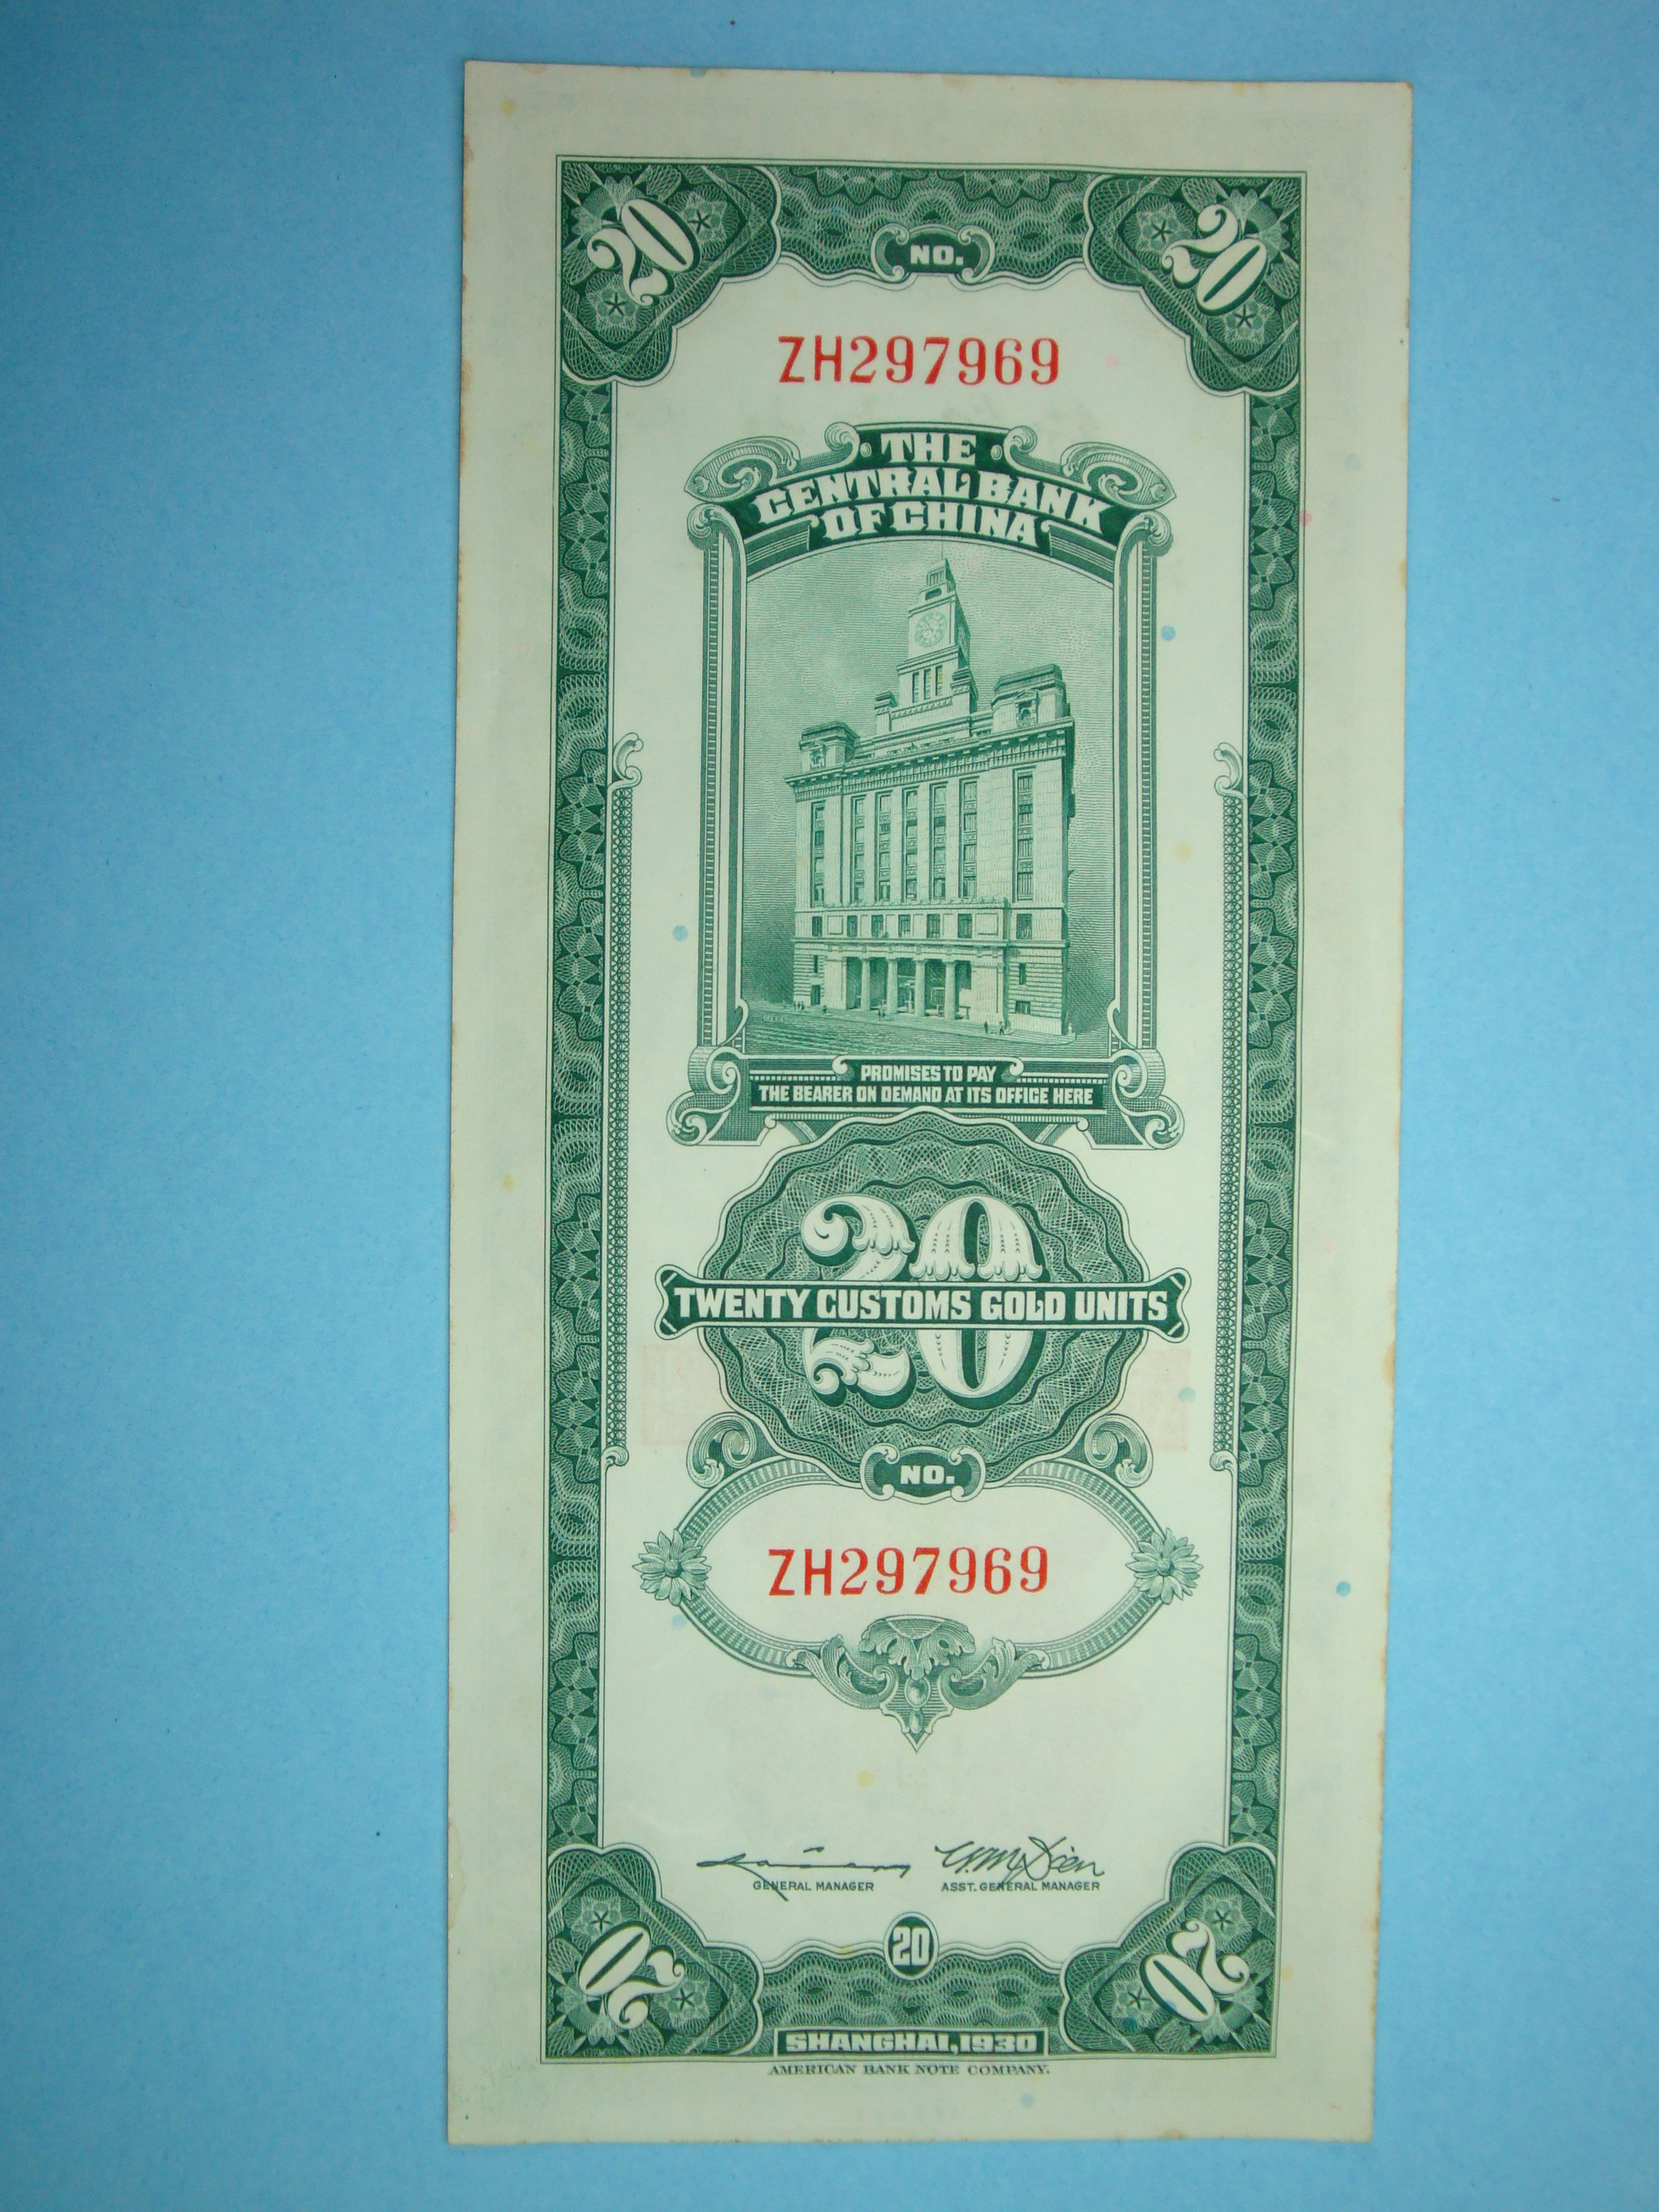 20
NO.
20
ZH297969
THE
CENTRAL BANK
OF CHINA
PROMISES TO PAY
THE BEARER ON DEMAND AT ITS OFFICE HERE
20
TWENTY CUSTOMS GOLD UNITS
NO.
ZH297969
GENERAL MANAGER
ASST. GENERAL MANAGER
20
20
20
SHANGHAI, 1930
AMERICAN BANK NOTE COMPANY.